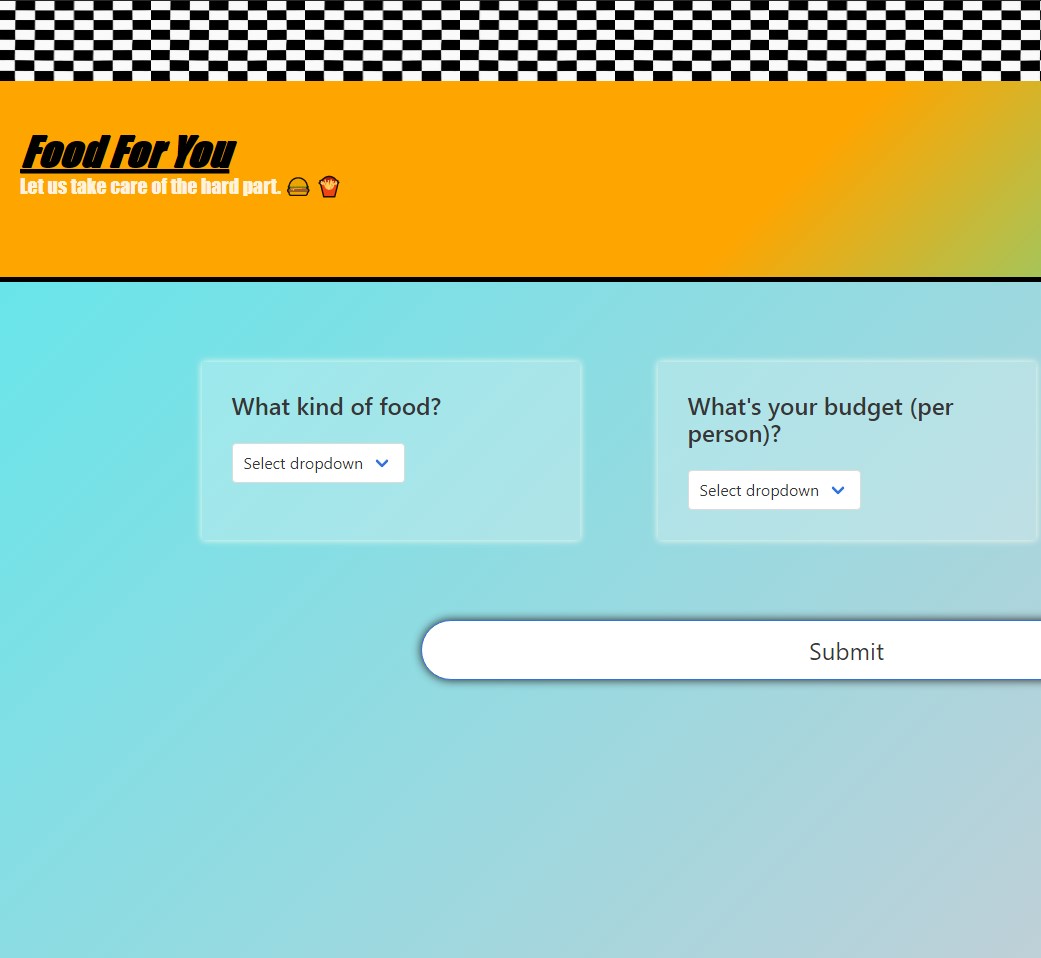 Food For You
Let us take care of the hard part. 🍔 🍟
What kind of food?
Select dropdown
What's your budget (per
person)?
Select dropdown
Submit